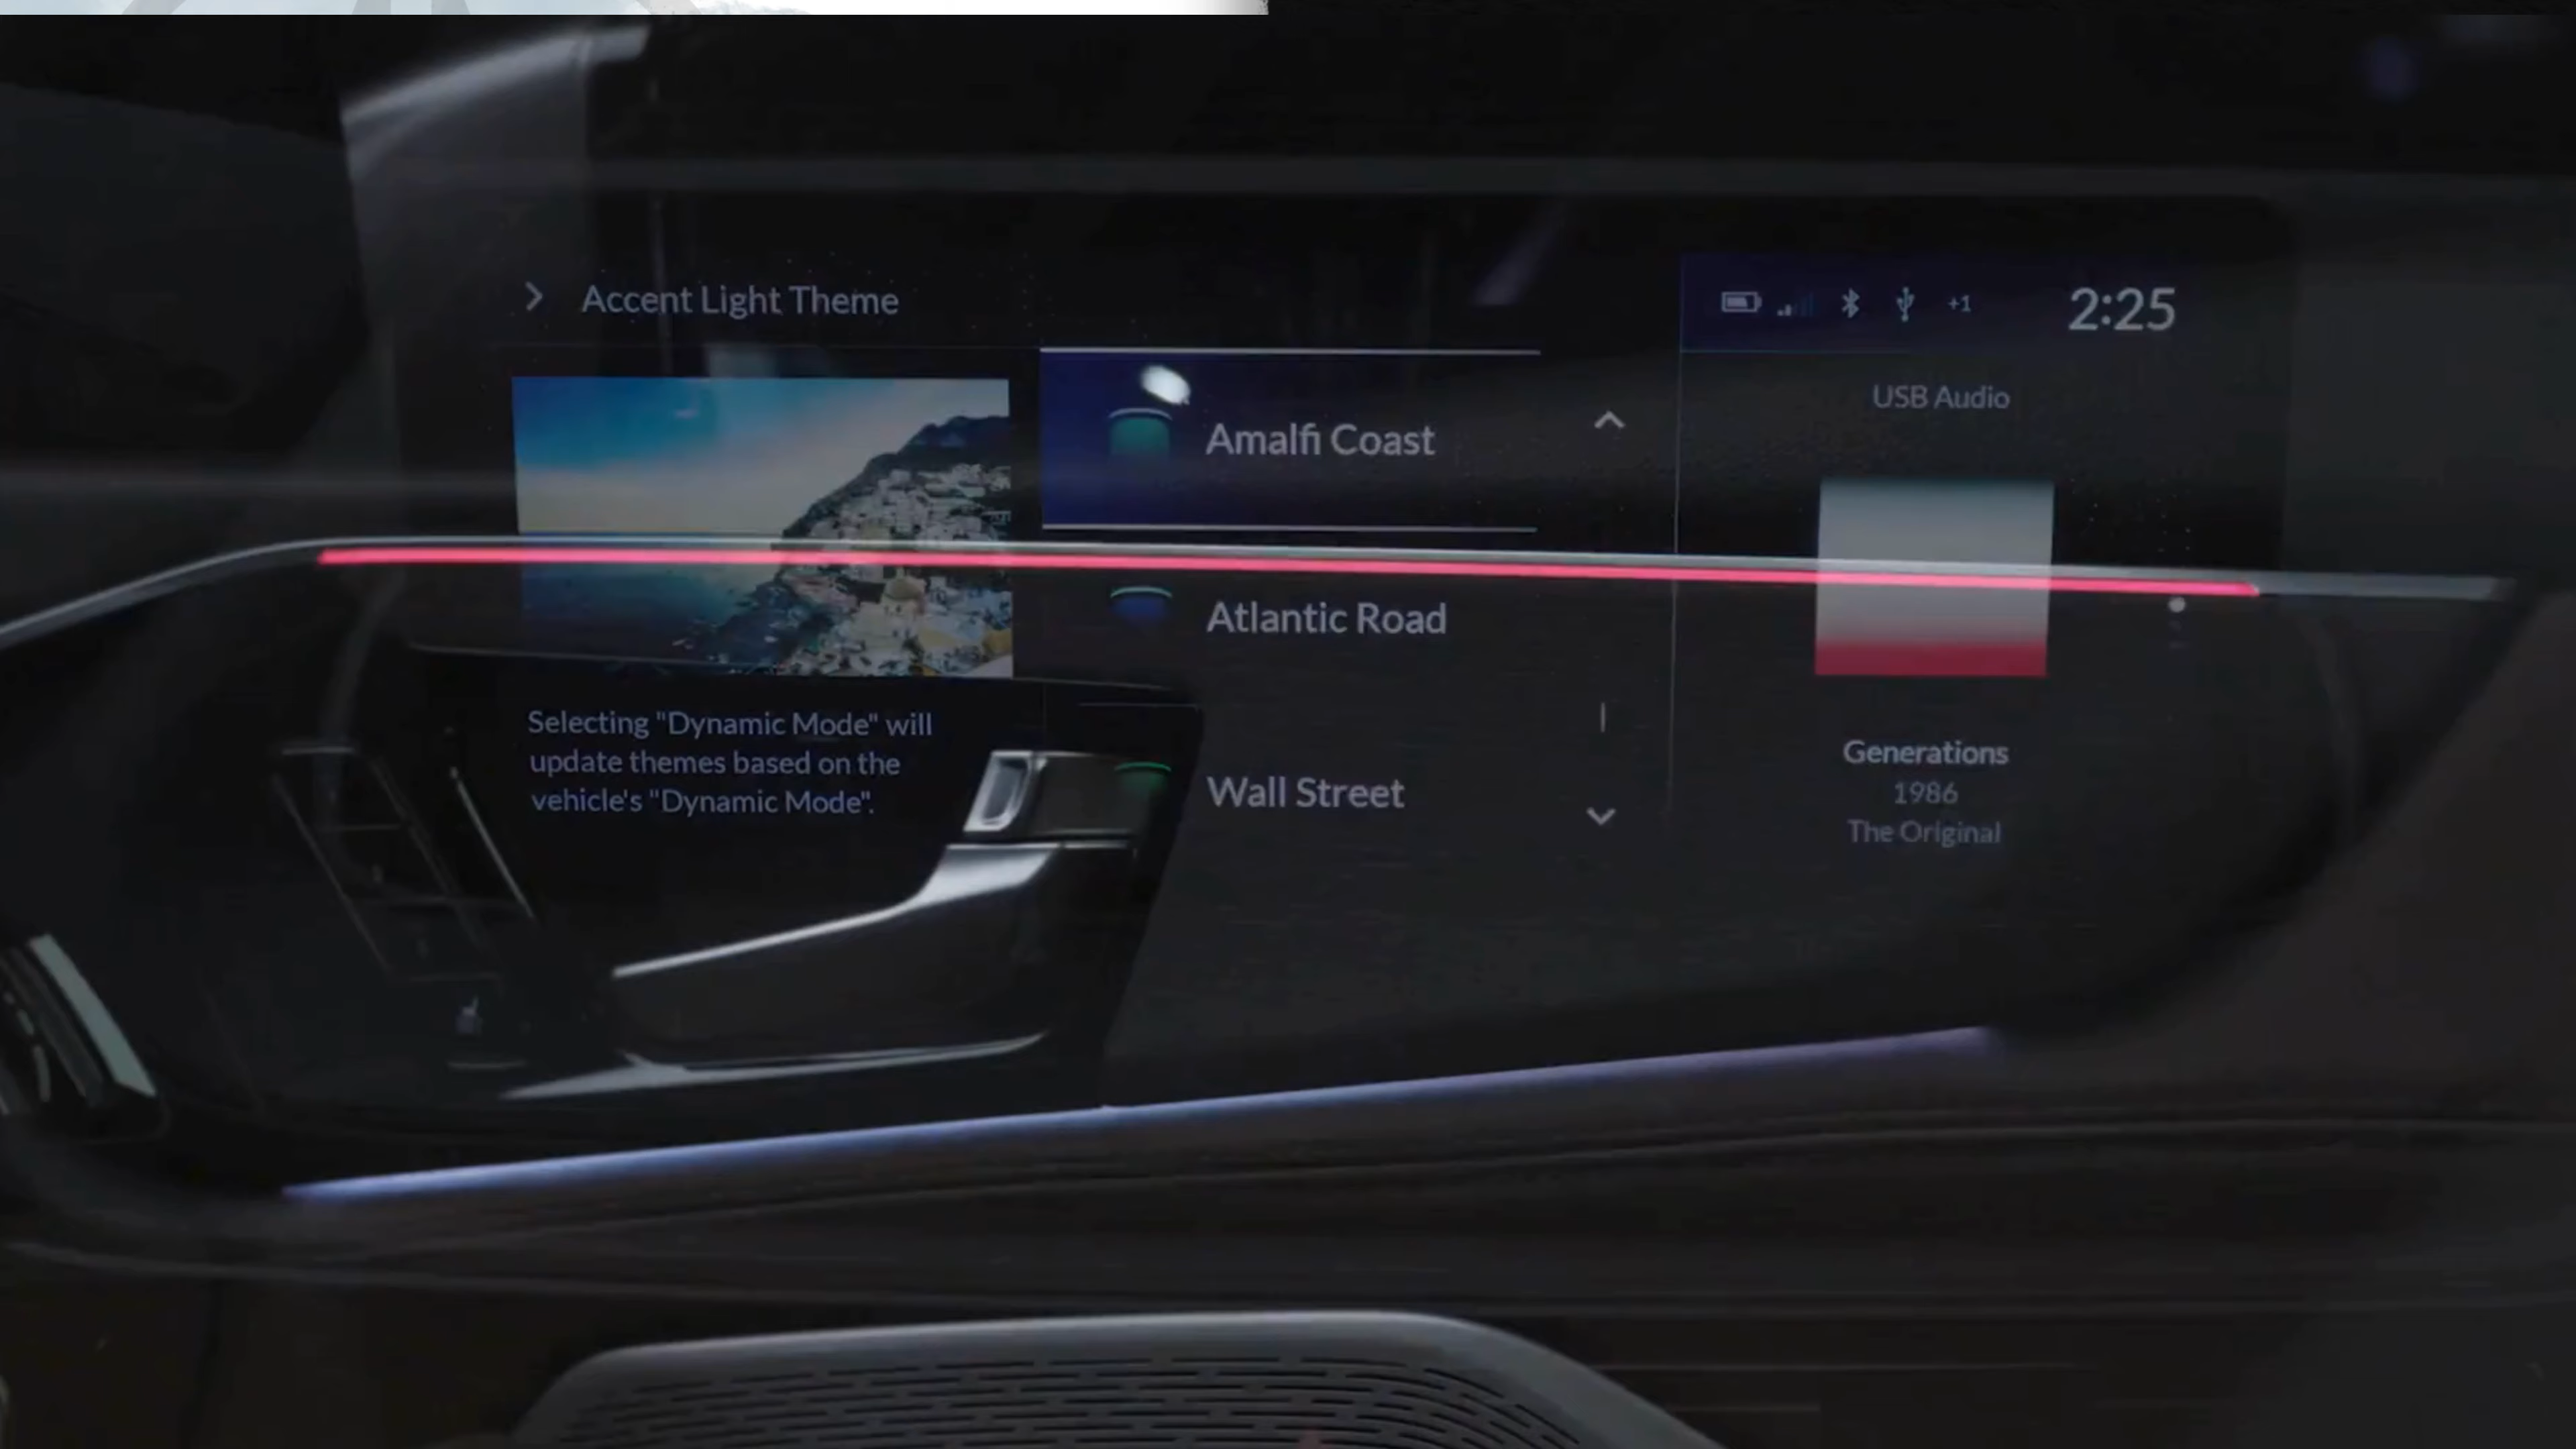 Accent Light Theme
+1
2:25
USB Audio
Amalfi Coast
Atlantic Road
Wall Street
Selecting "Dynamic Mode" will
update themes based on the
vehicle's "Dynamic Mode".
Generations
1986
The Original